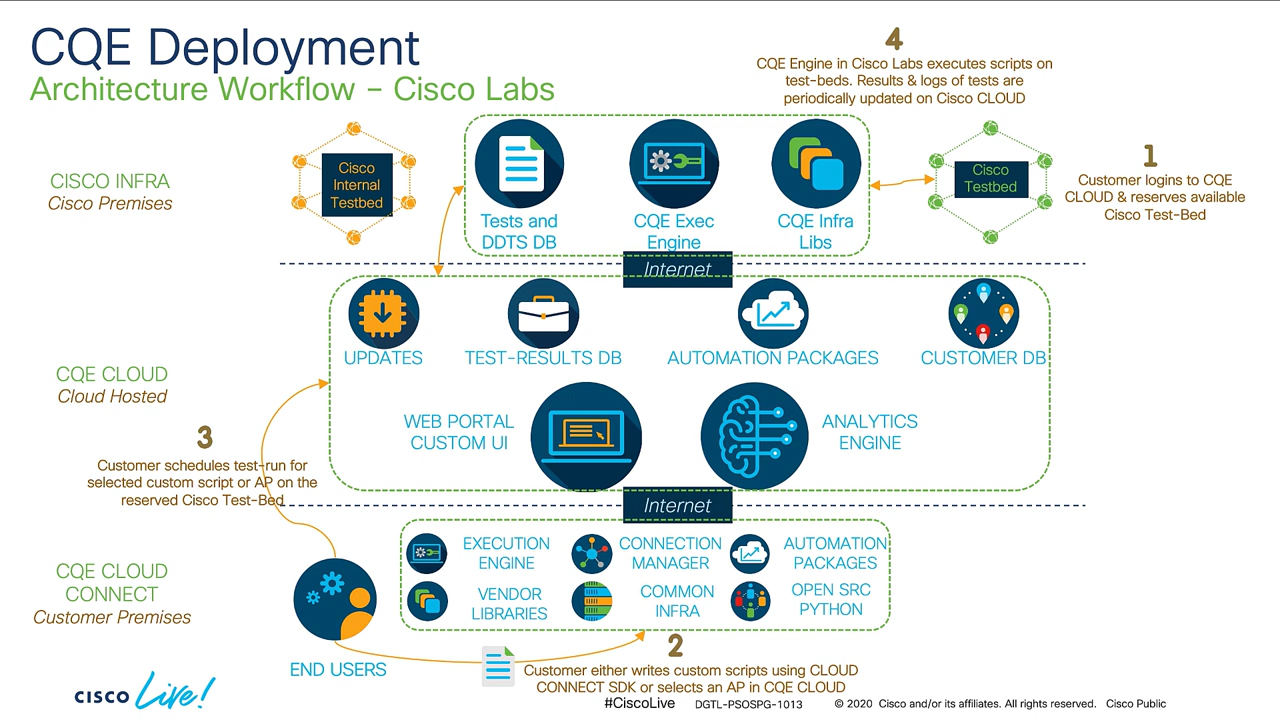 CQE Deployment
Architecture Workflow – Cisco Labs
4
CQE Engine in Cisco Labs executes scripts on
test-beds. Results & logs of tests are
periodically updated on Cisco CLOUD
CISCO INFRA
Cisco Premises
Cisco
Internal
Testbed
Tests and
DDTS DB
CQE Exec
Engine
CQE Infra
Libs
Cisco
Testbed
1
Customer logins to CQE
CLOUD & reserves available
Cisco Test-Bed
Internet
UPDATES
TEST-RESULTS DB
AUTOMATION PACKAGES
CUSTOMER DB
CQE CLOUD
Cloud Hosted
WEB PORTAL
CUSTOM UI
ANALYTICS
ENGINE
3
Customer schedules test-run for
selected custom script or AP on the
reserved Cisco Test-Bed
Internet
CQE CLOUD
CONNECT
Customer Premises
EXECUTION
ENGINE
CONNECTION
MANAGER
AUTOMATION
PACKAGES
VENDOR
LIBRARIES
COMMON
INFRA
OPEN SRC
PYTHON
END USERS
2
Customer either writes custom scripts using CLOUD
CONNECT SDK or selects an AP in CQE CLOUD
CISCO Live!
#CiscoLive
DGTL-PSOSPG-1013
© 2020 Cisco and/or its affiliates. All rights reserved. Cisco Public